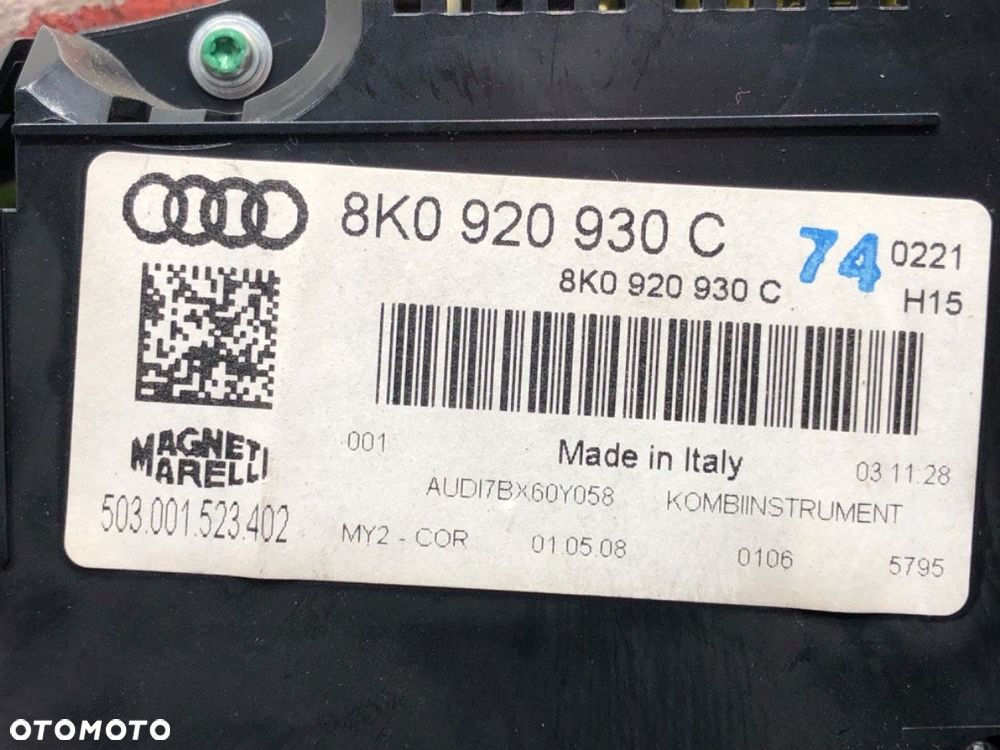 8K0 920 930 C
74 0221
8K0 920 930 C
H15
MAGNETI
MARELLI
503.001.523.402
001
Made in Italy
03.11.28
AUDI7BX60Y058
KOMBIINSTRUMENT
MY2 - COR
01.05.08
0106
5795
OTOMOTO